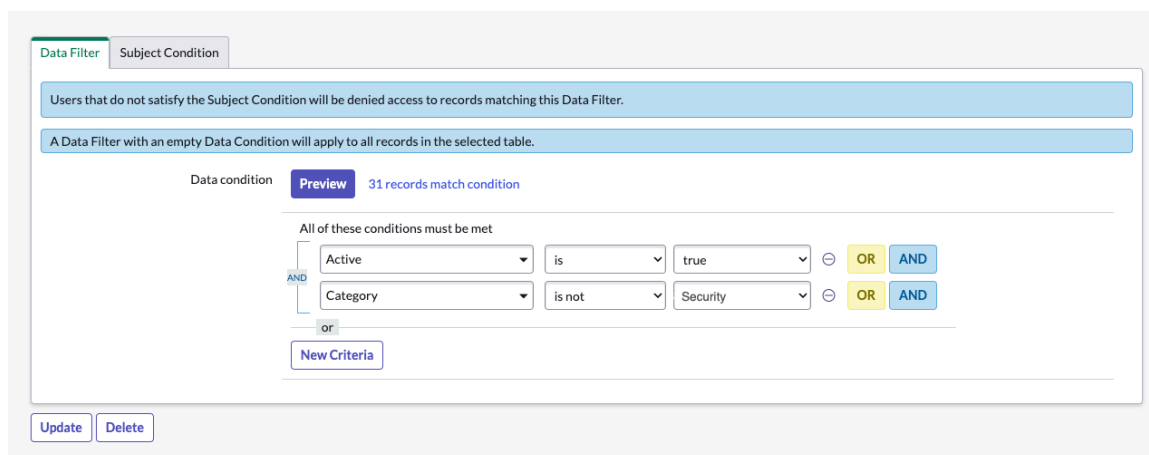 Data Filter Subject Condition
Users that do not satisfy the Subject Condition will be denied access to records matching this Data Filter.
A Data Filter with an empty Data Condition will apply to all records in the selected table.
Data condition Preview 31 records match condition
All of these conditions must be met
Active is true OR AND
AND
Category is not Security OR AND
or
New Criteria
Update Delete